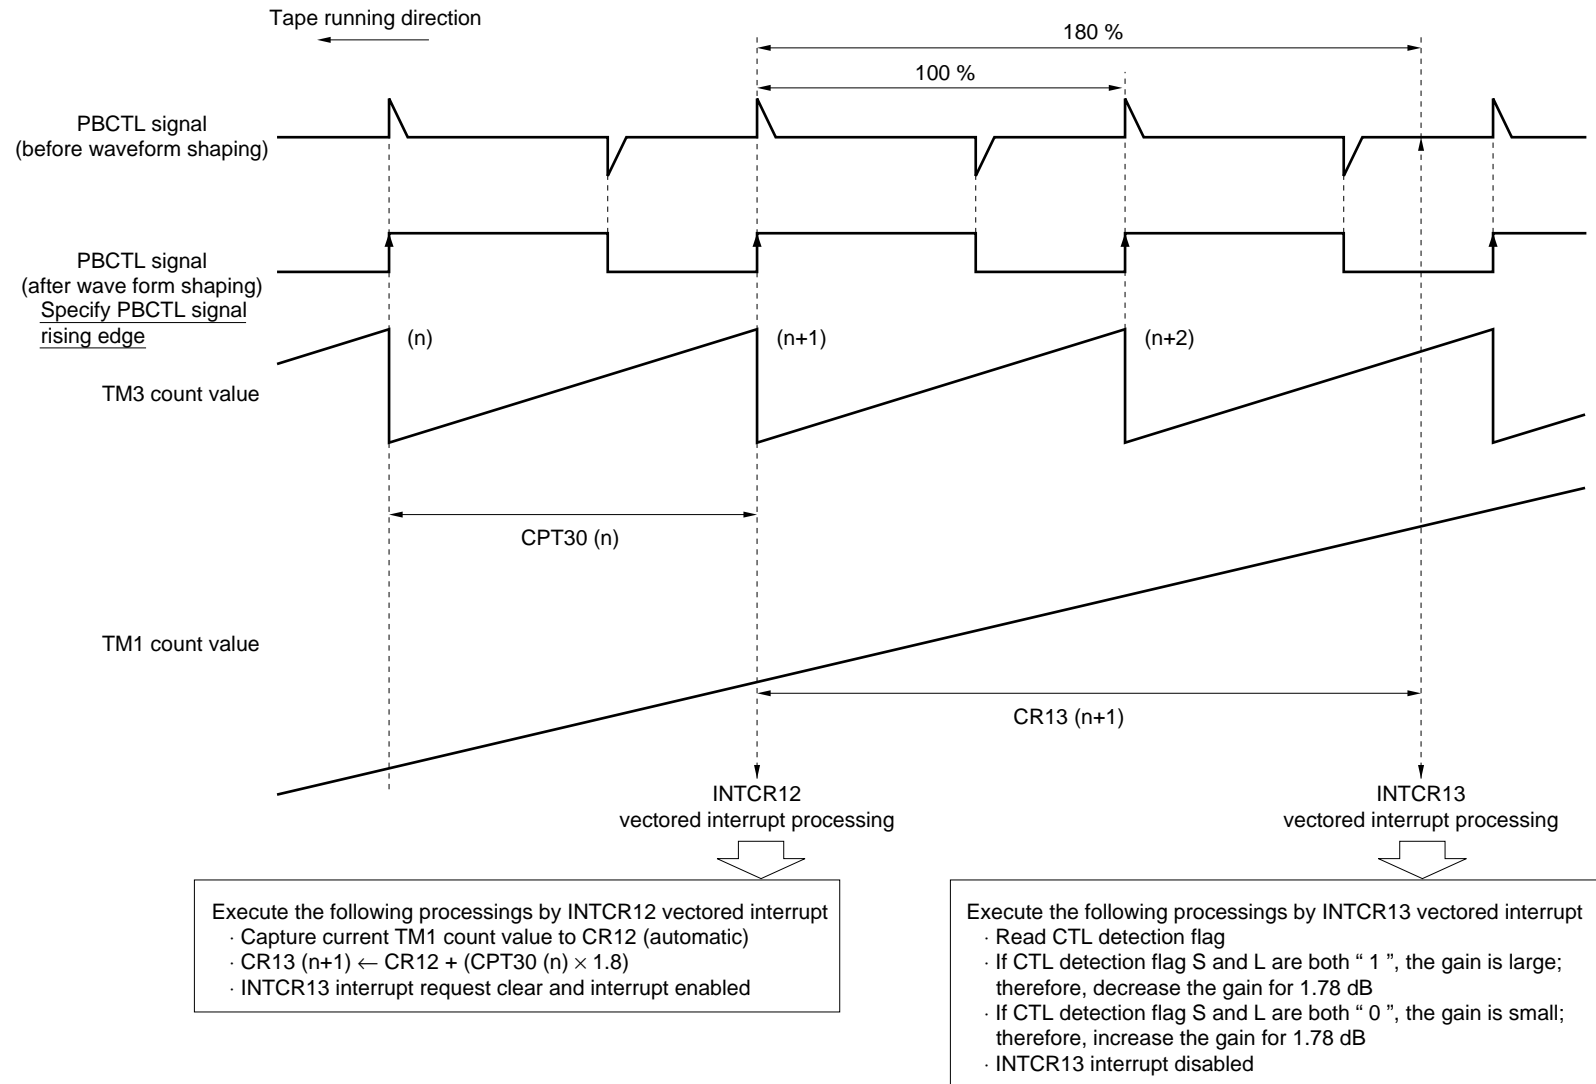 Tape running direction
180 %
100 %
PBCTL signal
(before waveform shaping)
PBCTL signal
(after wave form shaping)
Specify PBCTL signal
rising edge
(n)
(n+1)
(n+2)
TM3 count value
CPT30 (n)
TM1 count value
CR13 (n+1)
INTCR12
vectored interrupt processing
INTCR13
vectored interrupt processing
Execute the following processings by INTCR12 vectored interrupt
· Capture current TM1 count value to CR12 (automatic)
· CR13 (n+1) ← CR12 + (CPT30 (n) × 1.8)
· INTCR13 interrupt request clear and interrupt enabled
Execute the following processings by INTCR13 vectored interrupt
· Read CTL detection flag
· If CTL detection flag S and L are both “ 1 ”, the gain is large;
therefore, decrease the gain for 1.78 dB
· If CTL detection flag S and L are both “ 0 ”, the gain is small;
therefore, increase the gain for 1.78 dB
· INTCR13 interrupt disabled